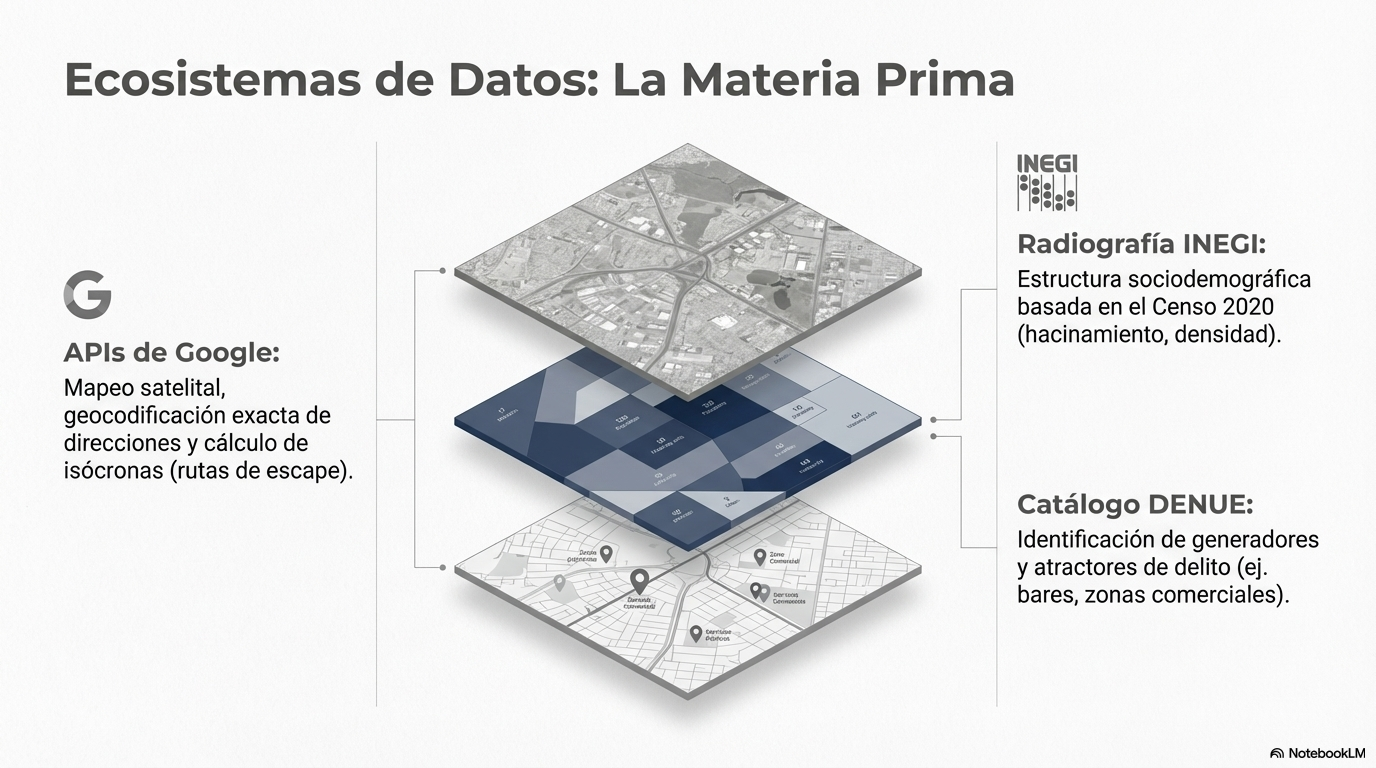 Ecosistemas de Datos: La Materia Prima
APIs de Google:
Mapeo satelital,
geocodificación exacta de
direcciones y cálculo de
isócronas (rutas de escape).
INEGI
Radiografía INEGI:
Estructura sociodemográfica
basada en el Censo 2020
(hacinamiento, densidad).
Catálogo DENUE:
Identificación de generadores
y atractores de delito (ej.
bares, zonas comerciales).
Zona
Comercial
NotebookLM